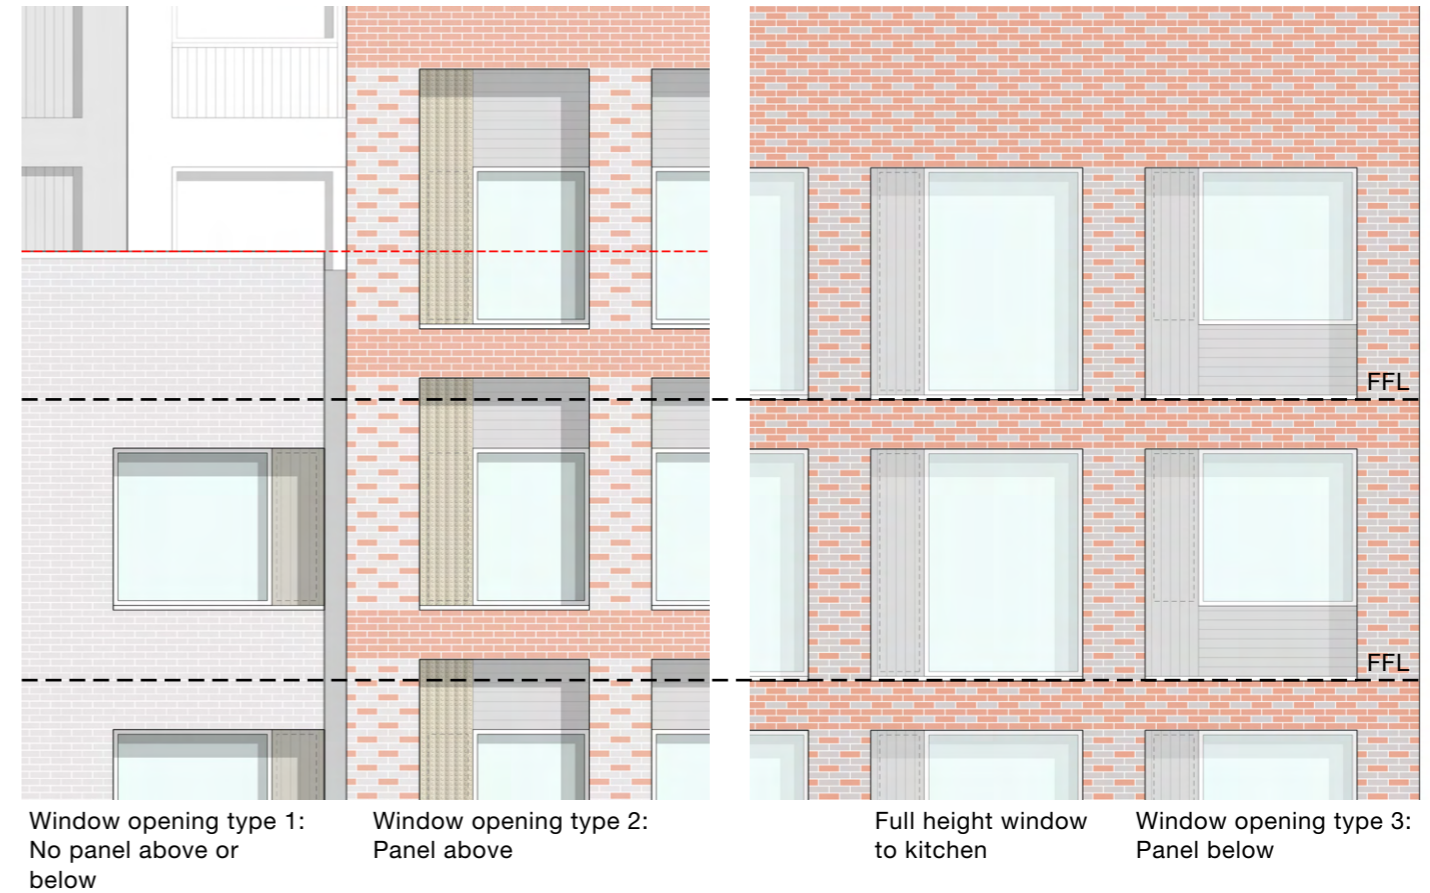 FFL
FFL
Window opening type 1:
No panel above or
below
Window opening type 2:
Panel above
Full height window
to kitchen
Window opening type 3:
Panel below